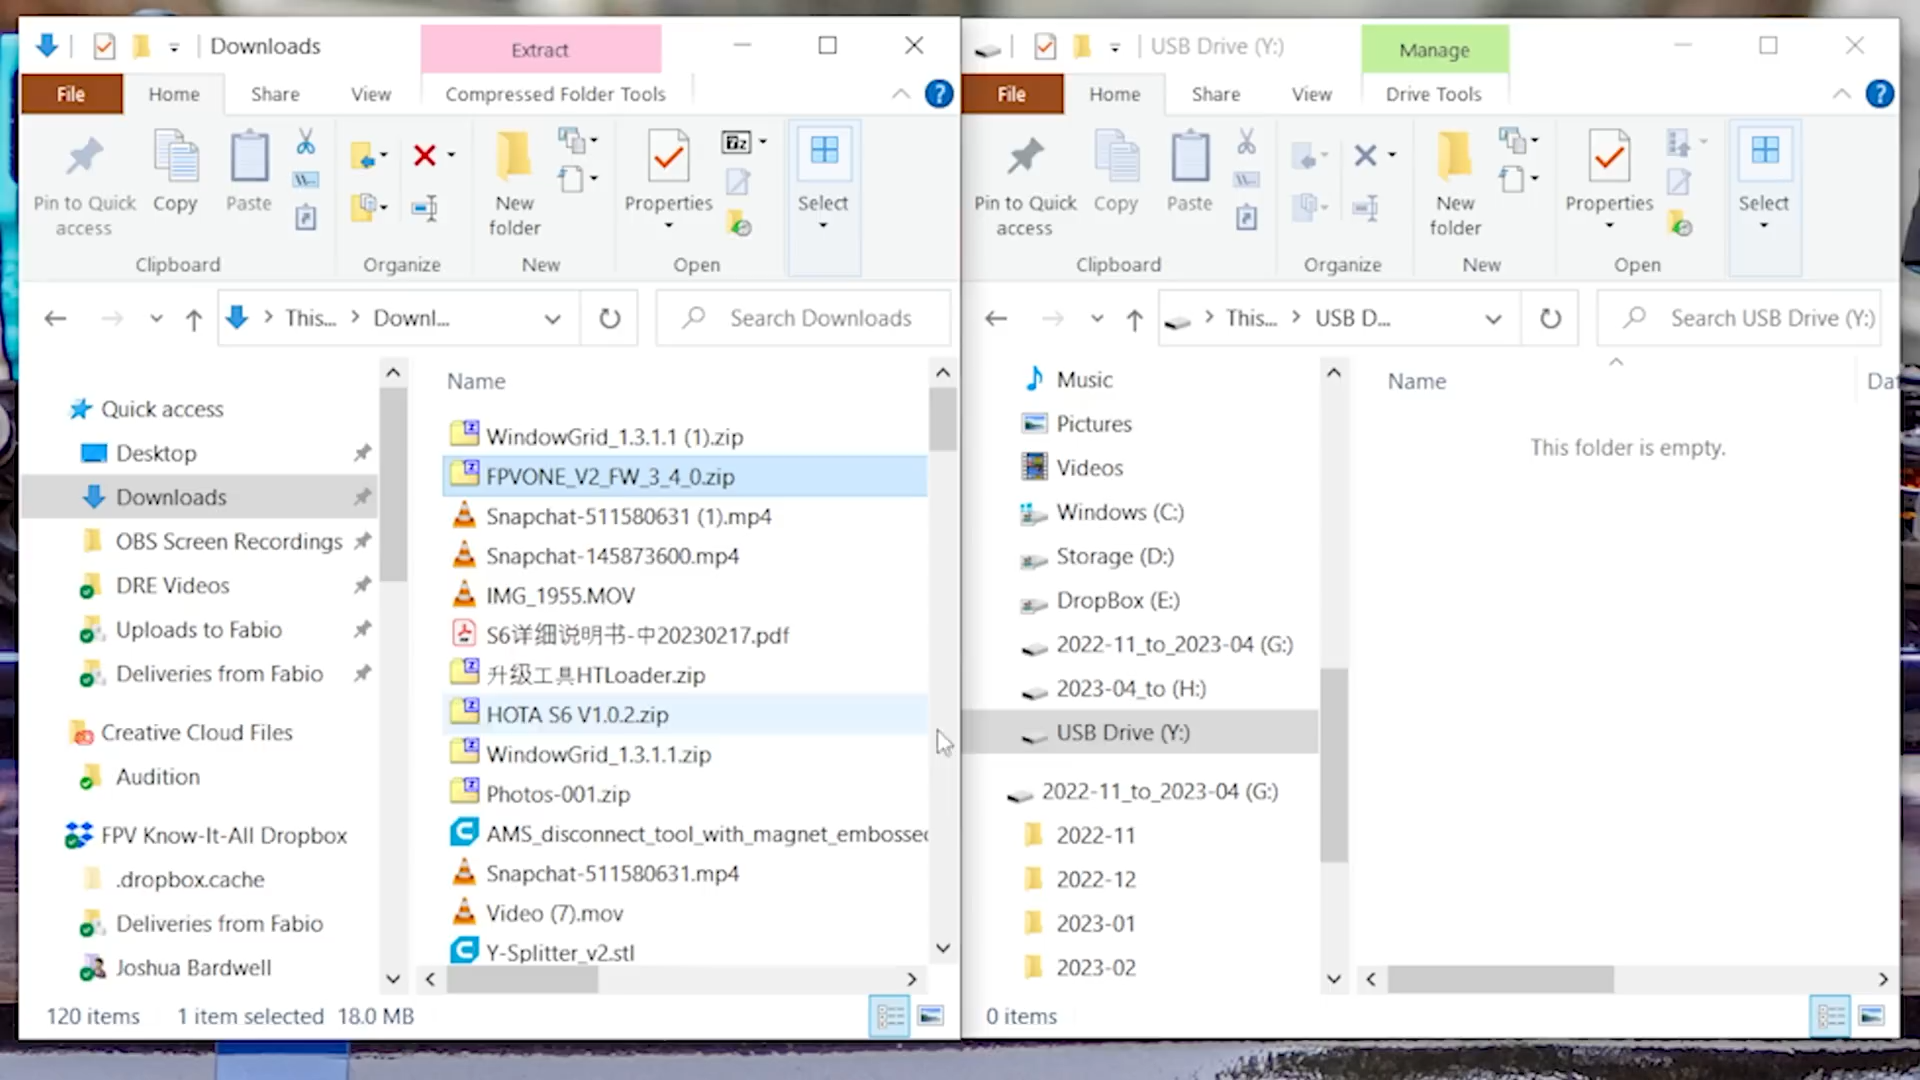 Downloads
Extract
File
Home
Share
View
Compressed Folder Tools
Pin to Quick access
Copy
Paste
New folder
Properties
Select
Clipboard
Organize
New
Open
This... > Downl...
Search Downloads
Quick access
Desktop
Downloads
OBS Screen Recordings
DRE Videos
Uploads to Fabio
Deliveries from Fabio
Creative Cloud Files
Audition
FPV Know-It-All Dropbox
.dropbox.cache
Deliveries from Fabio
Joshua Bardwell
Name
WindowGrid_1.3.1.1 (1).zip
FPVONE_V2_FW_3_4_0.zip
Snapchat-511580631 (1).mp4
Snapchat-145873600.mp4
IMG_1955.MOV
S6详细说明书-中20230217.pdf
升级工具HTLoader.zip
HOTA S6 V1.0.2.zip
WindowGrid_1.3.1.1.zip
Photos-001.zip
AMS_disconnect_tool_with_magnet_embossed
Snapchat-511580631.mp4
Video (7).mov
Y-Splitter_v2.stl
120 items 1 item selected 18.0 MB
USB Drive (Y:)
Manage
File
Home
Share
View
Drive Tools
Pin to Quick access
Copy
Paste
New folder
Properties
Select
Clipboard
Organize
New
Open
This... > USB D...
Search USB Drive (Y:)
Music
Pictures
Videos
Windows (C:)
Storage (D:)
DropBox (E:)
2022-11_to_2023-04 (G:)
2023-04_to (H:)
USB Drive (Y:)
2022-11_to_2023-04 (G:)
2022-11
2022-12
2023-01
2023-02
Name
Dat
This folder is empty.
0 items